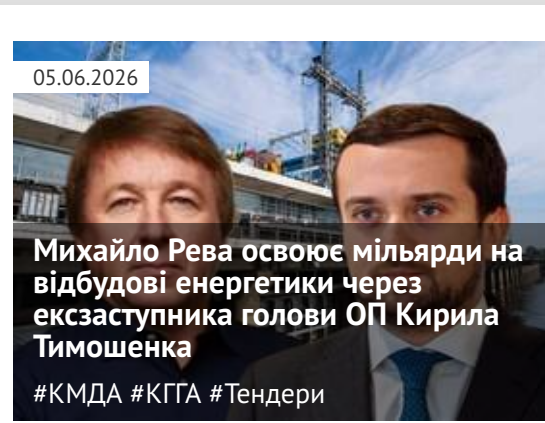 05.06.2026
Михайло Рева освоює мільярди на
відбудові енергетики через
ексзаступника голови ОП Кирила
Тимошенка
#КМДА #КГГА #Тендери